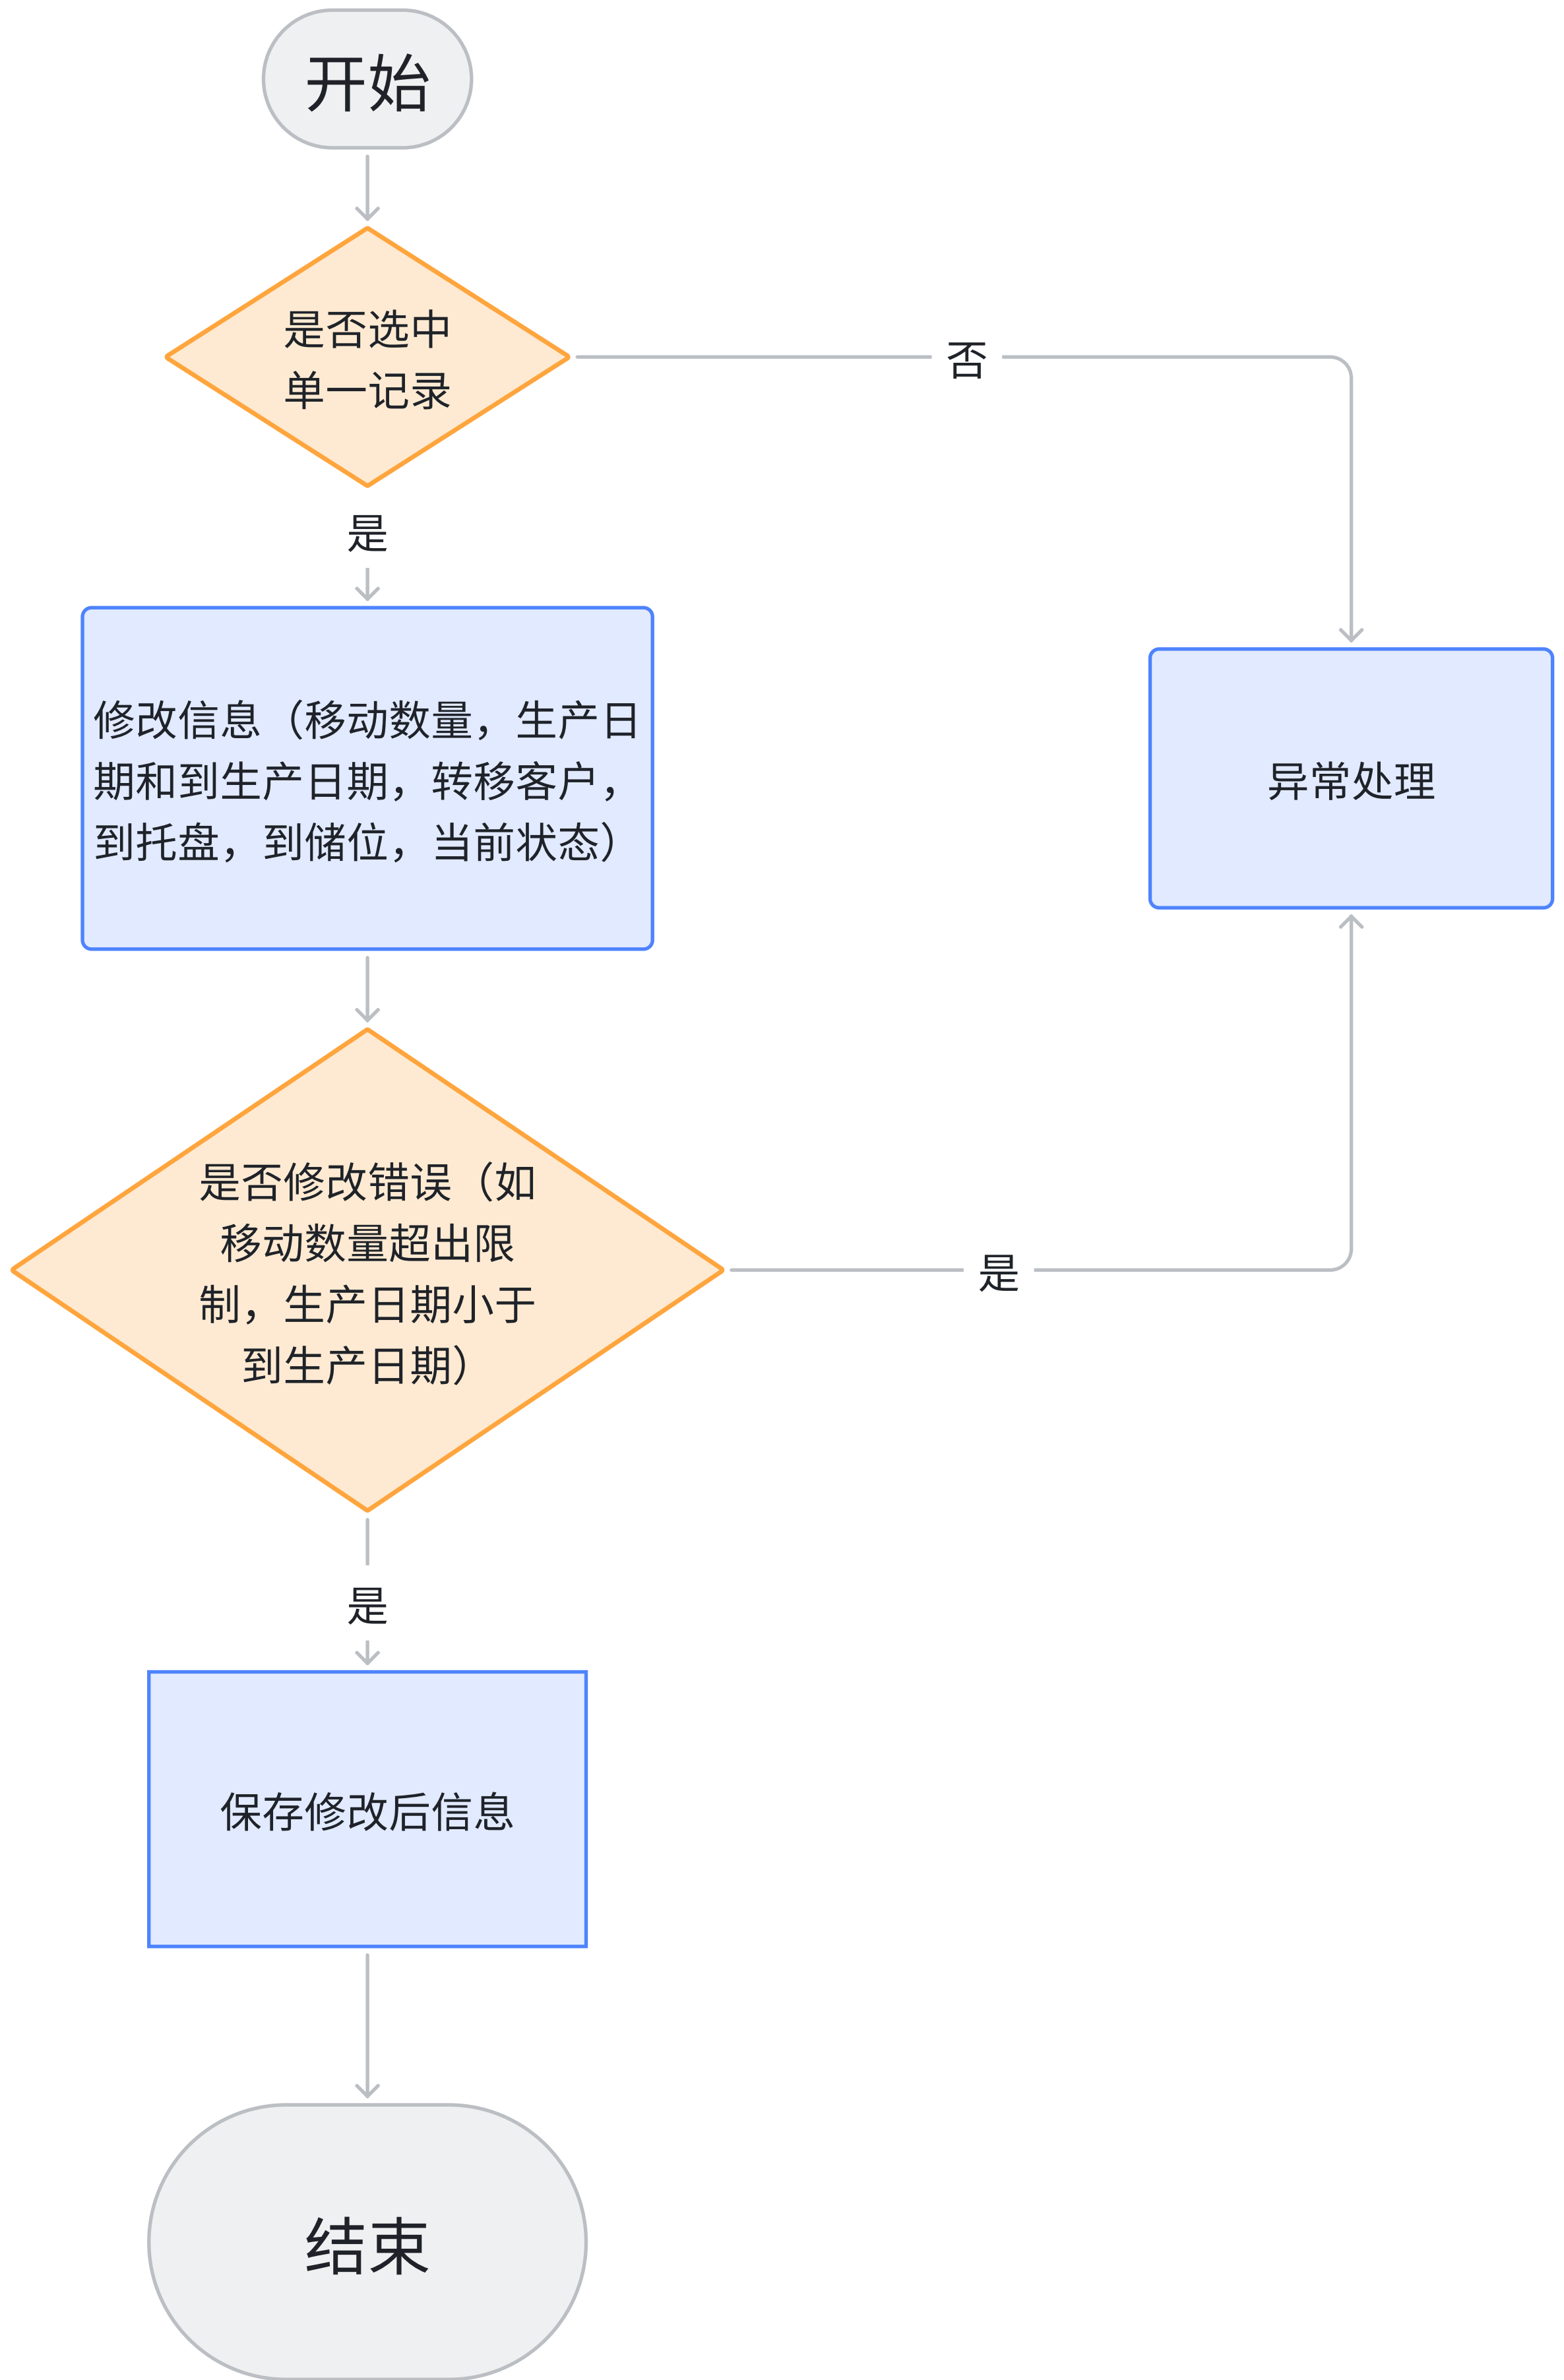 开始
是否选中
单一记录
否
是
修改信息（移动数量，生产日
期和到生产日期，转移客户，
到托盘，到储位，当前状态）
异常处理
是否修改错误（如
移动数量超出限
制，生产日期小于
到生产日期）
是
是
保存修改后信息
结束